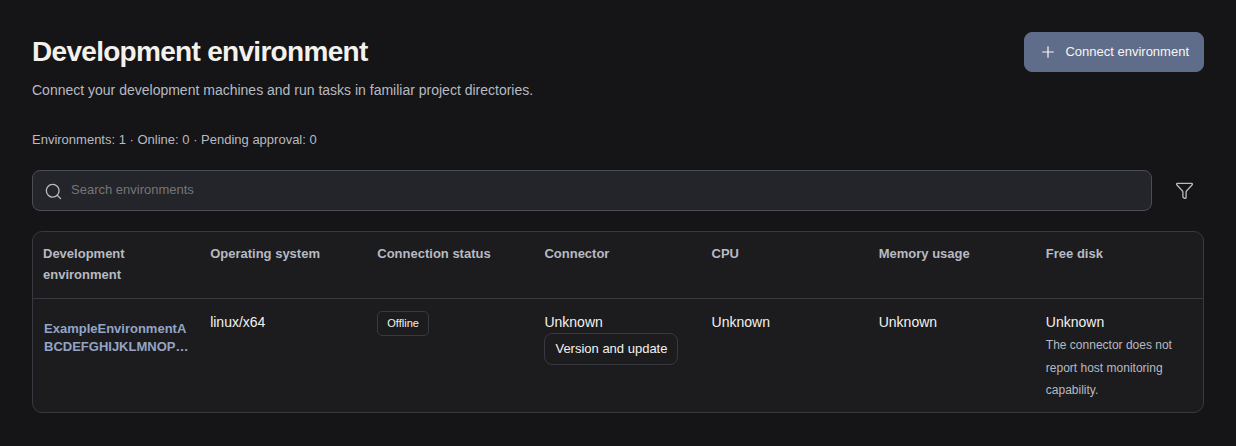 Development environment
Connect environment
Connect your development machines and run tasks in familiar project directories.
Environments: 1 · Online: 0 · Pending approval: 0
Search environments
Development
environment
Operating system
Connection status
Connector
CPU
Memory usage
Free disk
ExampleEnvironmentA
BCDEFGHIJKLMNOP…
linux/x64
Offline
Unknown
Version and update
Unknown
Unknown
Unknown
The connector does not
report host monitoring
capability.